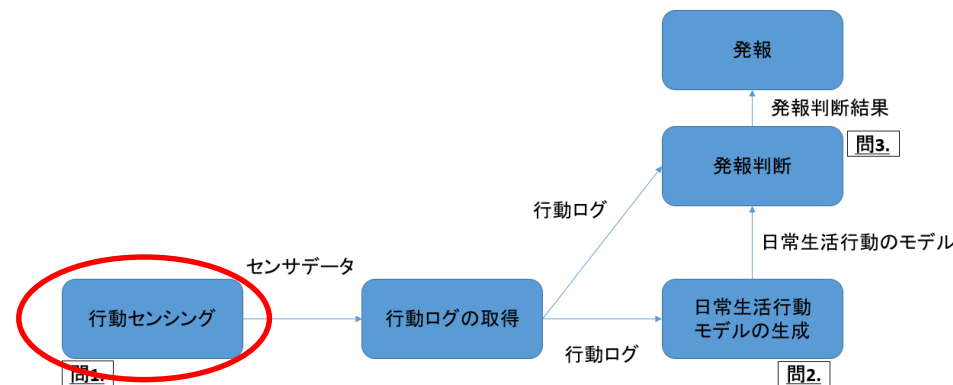 発報
発報判断結果
問3.
発報判断
行動ログ
日常生活行動のモデル
センサデータ
行動センシング
行動ログの取得
日常生活行動
モデルの生成
行動ログ
問1.
問2.